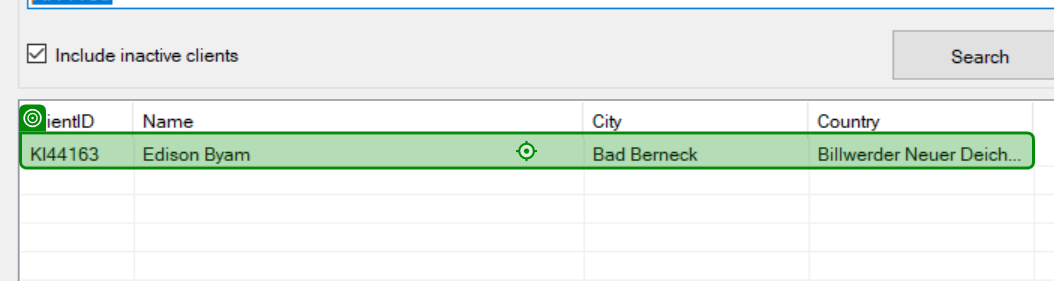 Include inactive clients
Search
ientID Name City Country
KI44163 Edison Byam Bad Berneck Billwerder Neuer Deich...